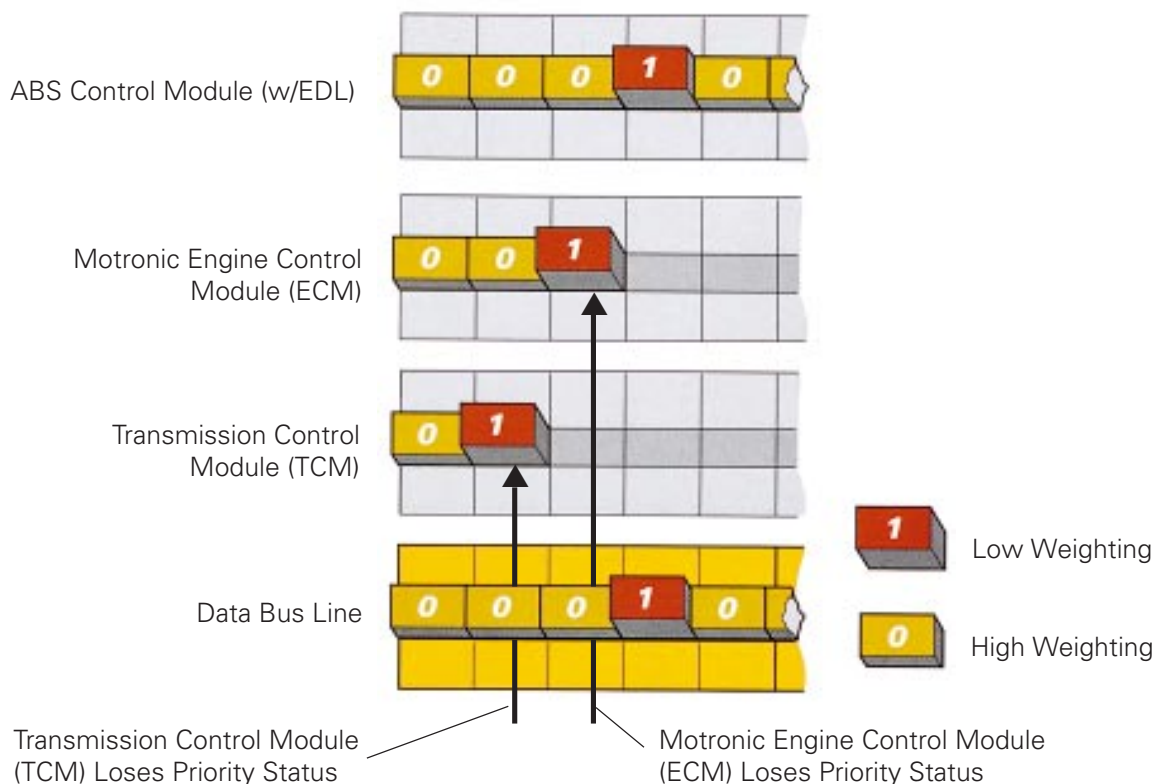 ABS Control Module (w/EDL)
0 0 0 1 0
Motronic Engine Control
Module (ECM)
0 0 1
Transmission Control
Module (TCM)
0 1
1 Low Weighting
Data Bus Line
0 0 0 1 0
0 High Weighting
Transmission Control Module
(TCM) Loses Priority Status
Motronic Engine Control Module
(ECM) Loses Priority Status